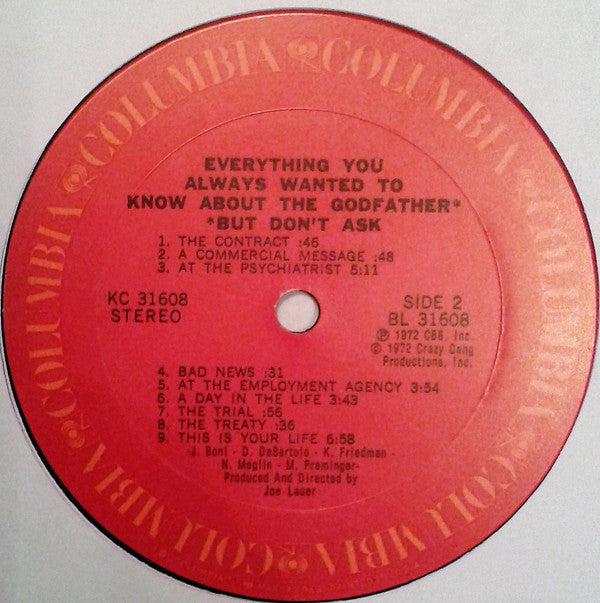 COLUMBIA COLUMBIA COLUMBIA COLUMBIA COLUMBIA COLUMBIA
EVERYTHING YOU
ALWAYS WANTED TO
KNOW ABOUT THE GODFATHER*
*BUT DON'T ASK
1. THE CONTRACT :46
2. A COMMERCIAL MESSAGE :48
3. AT THE PSYCHIATRIST 5:11
KC 31608
STEREO
SIDE 2
BL 31608
Ⓟ 1972 CBS, Inc.
© 1972 Crazy Gang
Productions, Inc.
4. BAD NEWS :31
5. AT THE EMPLOYMENT AGENCY 3:54
6. A DAY IN THE LIFE 3:43
7. THE TRIAL :56
8. THE TREATY :36
9. THIS IS YOUR LIFE 6:58
-J. Boni - D. DeBartolo - K. Friedman -
N. Meglin - M. Preminger-
Produced And Directed by
Joe Lauer